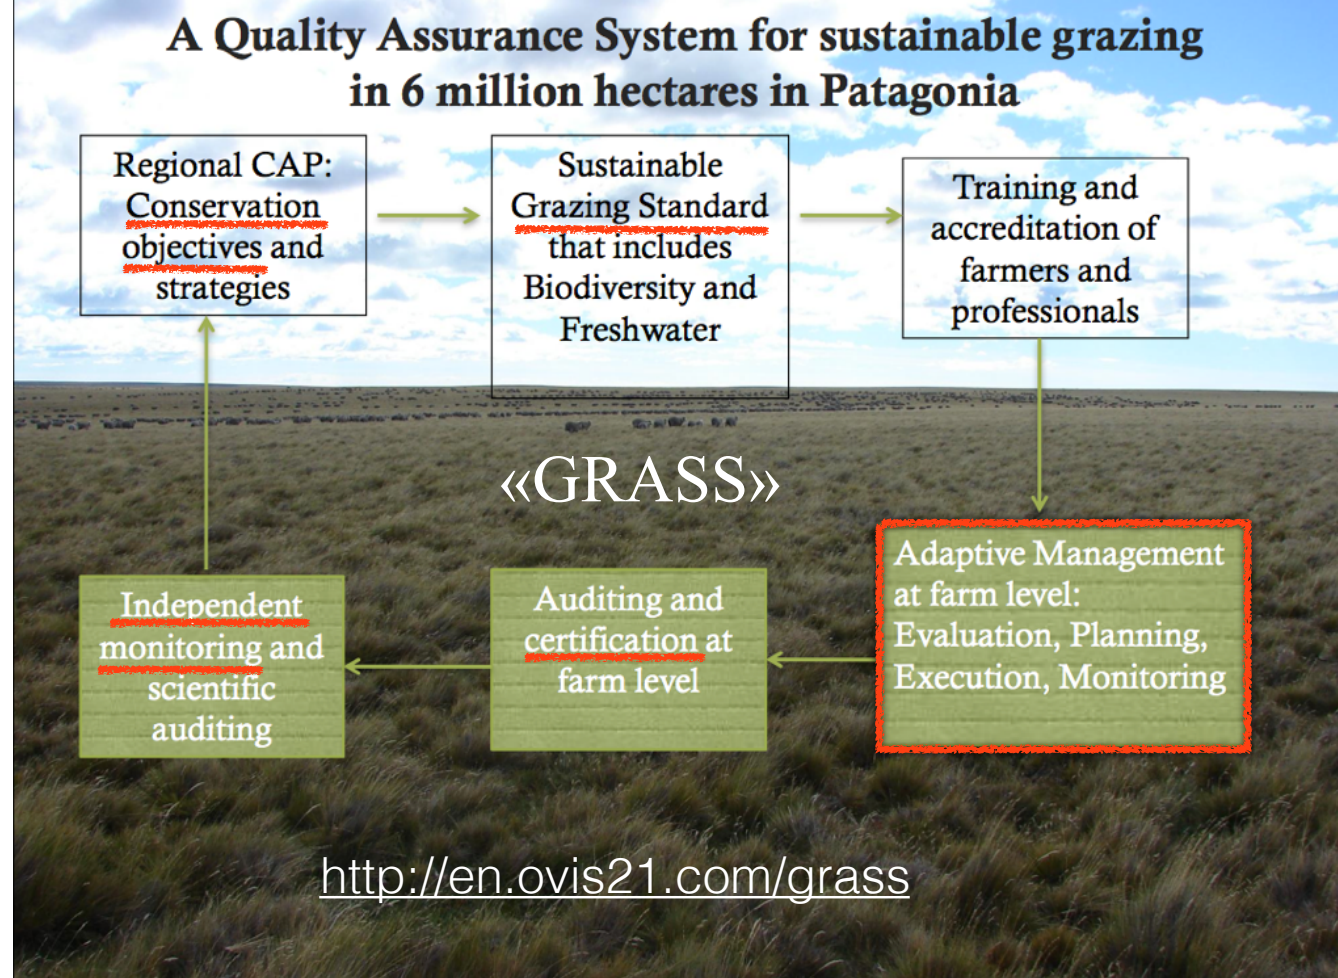 A Quality Assurance System for sustainable grazing
in 6 million hectares in Patagonia
Regional CAP:
Conservation
objectives and
strategies
Sustainable
Grazing Standard
that includes
Biodiversity and
Freshwater
Training and
accreditation of
farmers and
professionals
«GRASS»
Adaptive Management
at farm level:
Evaluation, Planning,
Execution, Monitoring
Auditing and
certification at
farm level
Independent
monitoring and
scientific
auditing
http://en.ovis21.com/grass